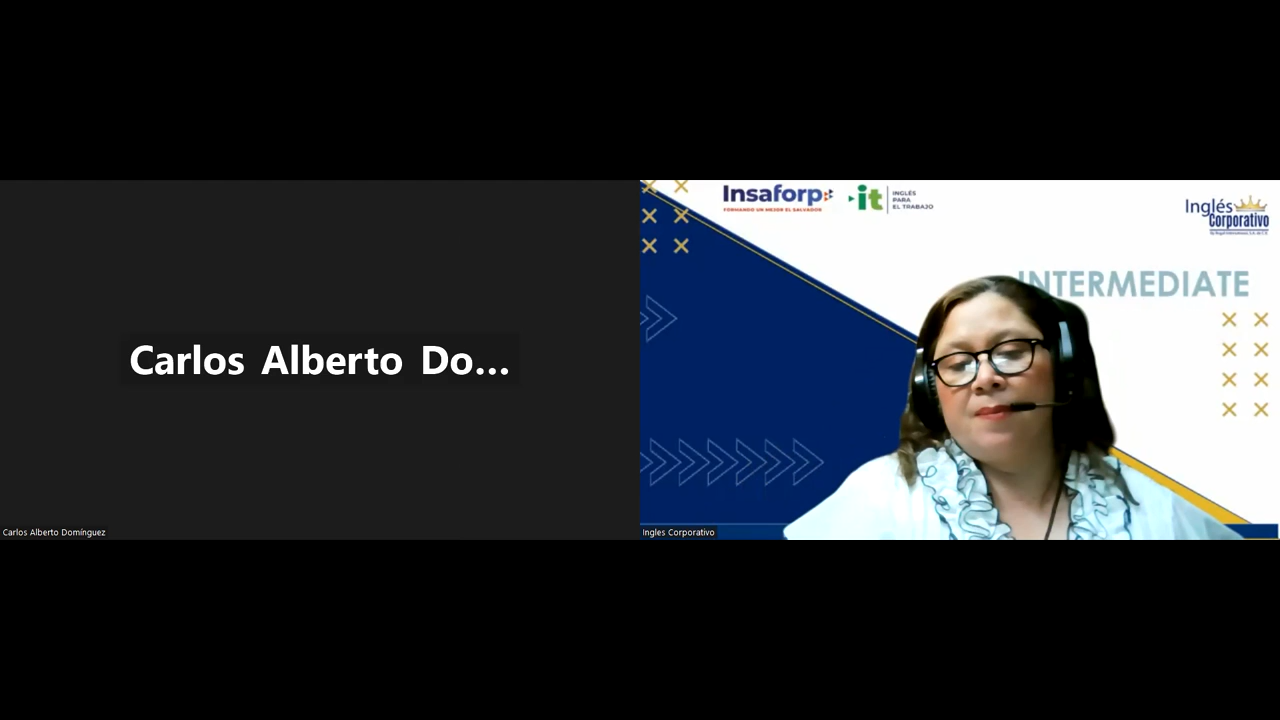 Carlos Alberto Do...
Carlos Alberto Domínguez
Insaforp
FORMANDO UN MEJOR EL SALVADOR
it
INGLÉS
PARA
EL TRABAJO
Inglés
Corporativo
INTERMEDIATE
Ingles Corporativo